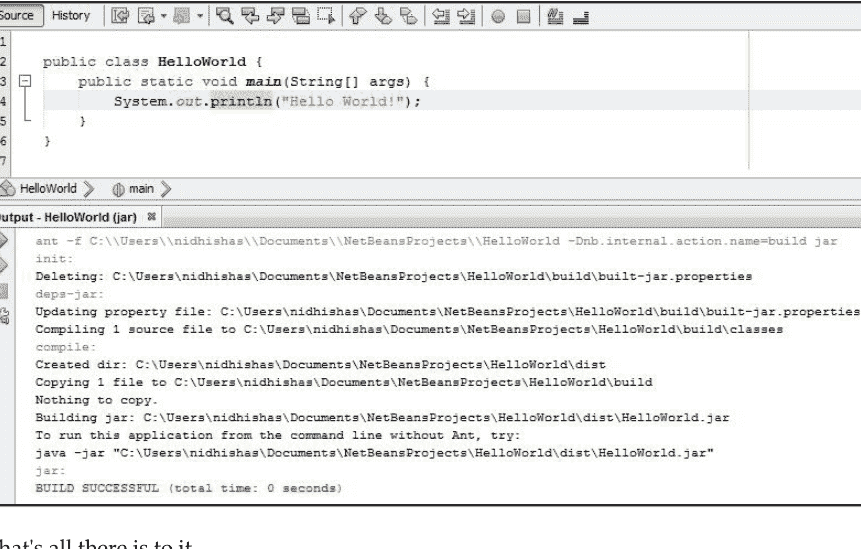 Source History
1
2 public class HelloWorld {
3 public static void main(String[] args) {
4 System.out.println("Hello World!");
5 }
6 }
7
HelloWorld main
Output - HelloWorld (jar)
ant -f C:\\Users\\nidhishas\\Documents\\NetBeansProjects\\HelloWorld -Dnb.internal.action.name=build jar
init:
Deleting: C:\Users\nidhishas\Documents\NetBeansProjects\HelloWorld\build\built-jar.properties
deps-jar:
Updating property file: C:\Users\nidhishas\Documents\NetBeansProjects\HelloWorld\build\built-jar.properties
Compiling 1 source file to C:\Users\nidhishas\Documents\NetBeansProjects\HelloWorld\build\classes
compile:
Created dir: C:\Users\nidhishas\Documents\NetBeansProjects\HelloWorld\dist
Copying 1 file to C:\Users\nidhishas\Documents\NetBeansProjects\HelloWorld\build
Nothing to copy.
Building jar: C:\Users\nidhishas\Documents\NetBeansProjects\HelloWorld\dist\HelloWorld.jar
To run this application from the command line without Ant, try:
java -jar "C:\Users\nidhishas\Documents\NetBeansProjects\HelloWorld\dist\HelloWorld.jar"
jar:
BUILD SUCCESSFUL (total time: 0 seconds)
hat's all there is to it